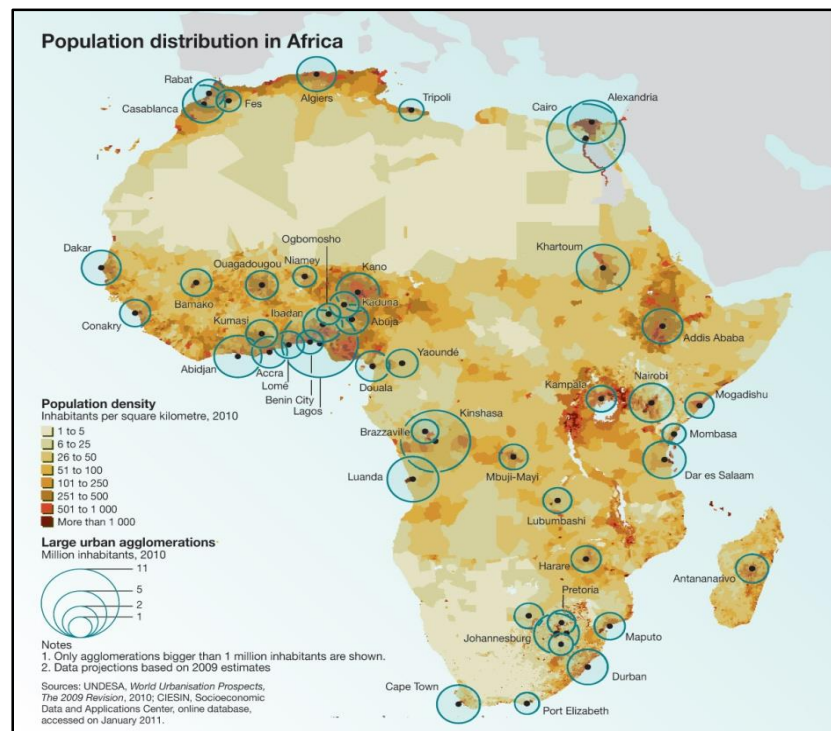 Population distribution in Africa
Rabat
Casablanca
Fes
Algiers
Tripoli
Cairo
Alexandria
Dakar
Ouagadougou
Niamey
Ogbomosho
Kano
Khartoum
Bamako
Ibadan
Kaduna
Conakry
Kumasi
Abuja
Addis Ababa
Abidjan
Accra
Lomé
Benin City
Lagos
Yaoundé
Douala
Nairobi
Kampala
Mogadishu
Kinshasa
Brazzaville
Mombasa
Luanda
Mbuji-Mayi
Dar es Salaam
Lubumbashi
Harare
Antananarivo
Pretoria
Johannesburg
Maputo
Durban
Cape Town
Port Elizabeth
Population density
Inhabitants per square kilometre, 2010
1 to 5
6 to 25
26 to 50
51 to 100
101 to 250
251 to 500
501 to 1 000
More than 1 000
Large urban agglomerations
Million inhabitants, 2010
11
5
2
1
Notes
1. Only agglomerations bigger than 1 million inhabitants are shown.
2. Data projections based on 2009 estimates
Sources: UNDESA, World Urbanisation Prospects,
The 2009 Revision, 2010; CIESIN, Socioeconomic
Data and Applications Center, online database,
accessed on January 2011.